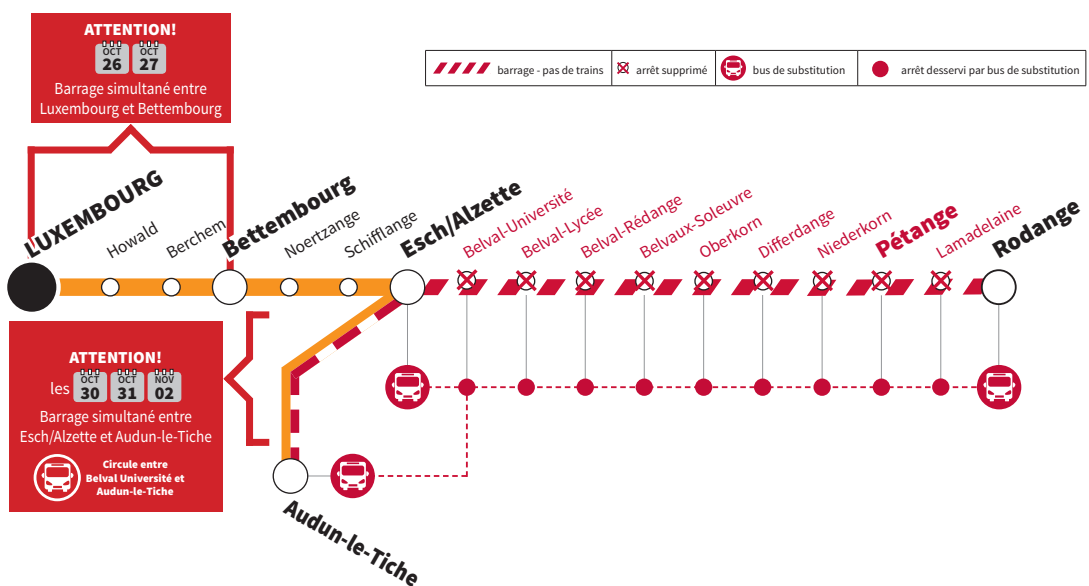 ATTENTION!
OCT OCT
26 27
Barrage simultané entre
Luxembourg et Bettembourg
barrage - pas de trains
arrêt supprimé
bus de substitution
arrêt desservi par bus de substitution
LUXEMBOURG
Howald
Berchem
Bettembourg
Noertzange
Schifflange
Esch/Alzette
Belval-Université
Belval-Lycée
Belval-Rédange
Belvaux-Soleuvre
Oberkorn
Differdange
Niederkorn
Pétange
Lamadelaine
Rodange
ATTENTION!
OCT OCT NOV
les 30 31 02
Barrage simultané entre
Esch/Alzette et Audun-le-Tiche
Circule entre
Belval Université et
Audun-le-Tiche
Audun-le-Tiche